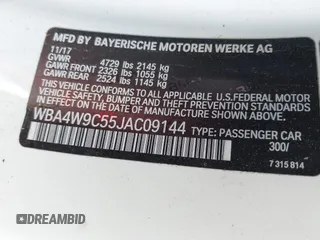 MFD BY BAYERISCHE MOTOREN WERKE AG
11/17
GVWR 4729 lbs 2145 kg
GAWR FRONT 2326 lbs 1055 kg
GAWR REAR 2524 lbs 1145 kg
THIS VEHICLE CONFORMS TO ALL APPLICABLE FEDERAL MOTOR VEHICLE SAFETY, BUMPER, AND THEFT PREVENTION STANDARDS IN EFFECT ON THE DATE OF MANUFACTURE SHOWN ABOVE.
WBA4W9C55JAC09144 TYPE: PASSENGER CAR
300/
7 315 814
DREAMBID